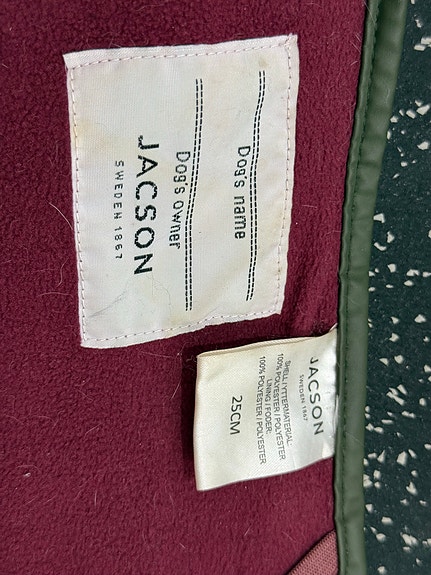 Dog's name
Dog's owner
JACSON
SWEDEN 1867
JACSON
SWEDEN 1867
SHELL / YTTERMATERIAL:
100% POLYESTER / POLYESTER
LINING / FODER:
100% POLYESTER / POLYESTER
25CM